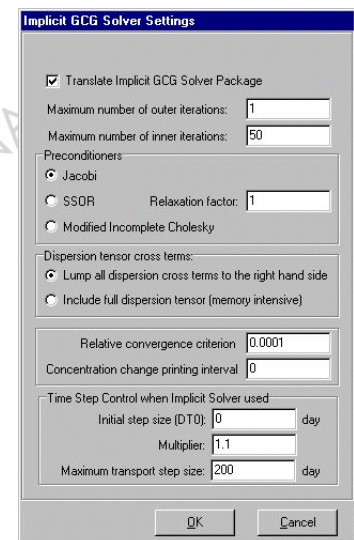 Implicit GCG Solver Settings
Translate Implicit GCG Solver Package
Maximum number of outer iterations: 1
Maximum number of inner iterations: 50
Preconditioners
Jacobi
SSOR Relaxation factor: 1
Modified Incomplete Cholesky
Dispersion tensor cross terms:
Lump all dispersion cross terms to the right hand side
Include full dispersion tensor (memory intensive)
Relative convergence criterion 0.0001
Concentration change printing interval 0
Time Step Control when Implicit Solver used
Initial step size (DT0): 0 day
Multiplier: 1.1
Maximum transport step size: 200 day
OK Cancel